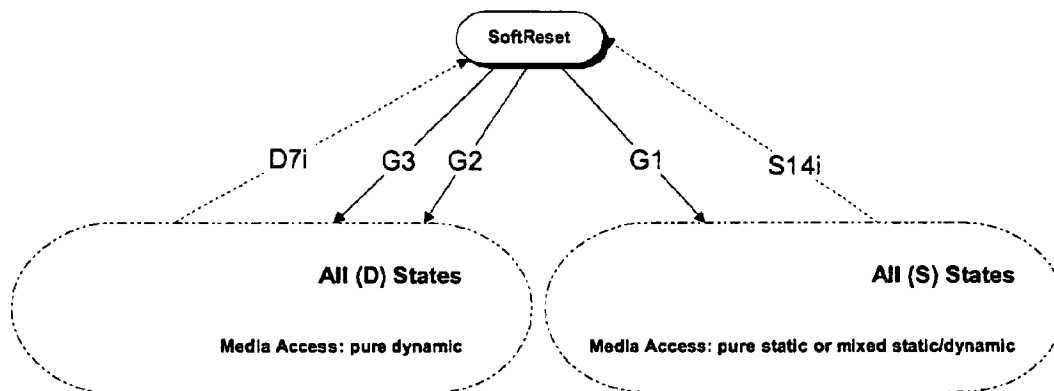 SoftReset
D7i
G3
G2
G1
S14i
All (D) States
All (S) States
Media Access: pure dynamic
Media Access: pure static or mixed static/dynamic